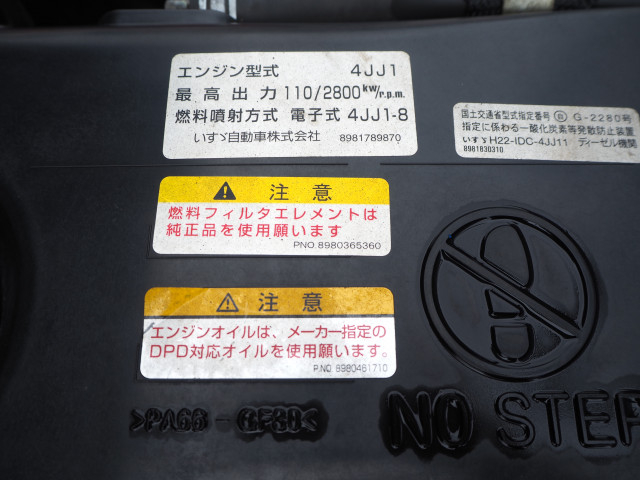 エンジン型式 4JJ1
最高出力 110/2800kw/r.p.m.
燃料噴射方式 電子式 4JJ1-8
いすゞ自動車株式会社 8981789870
国土交通省型式指定番号 Ⓑ G-2280号
指定に係わる一酸化炭素等発散防止装置
いすゞH22-IDC-4JJ11 ディーゼル機関
8981830310
注意
燃料フィルタエレメントは
純正品を使用願います
PNO.8980365360
注意
エンジンオイルは、メーカー指定の
DPD対応オイルを使用願います。
P.NO. 8980461710
>PA66-GF30<
NO STEP